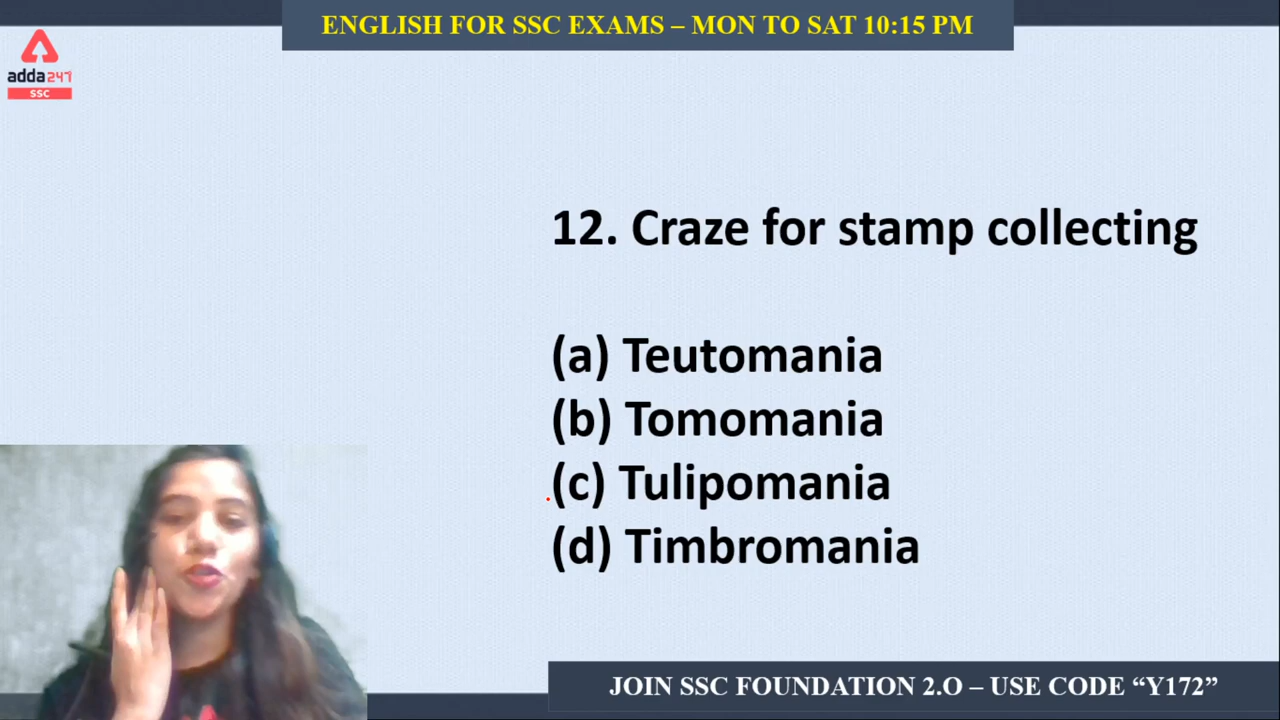 ENGLISH FOR SSC EXAMS – MON TO SAT 10:15 PM
adda247
SSC
12. Craze for stamp collecting
(a) Teutomania
(b) Tomomania
(c) Tulipomania
(d) Timbromania
JOIN SSC FOUNDATION 2.O – USE CODE “Y172”